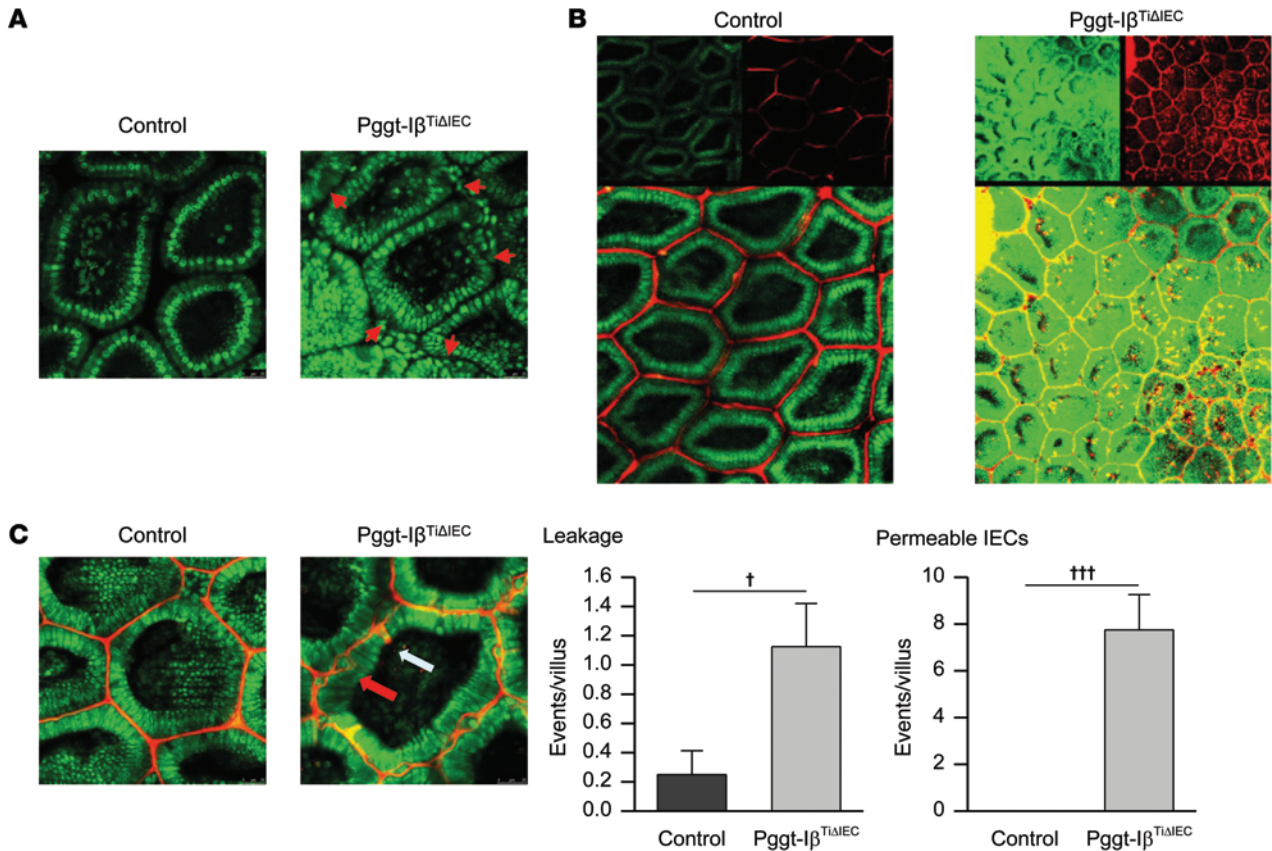 A
Control
Pggt-Iβ^TiΔIEC
B
Control
Pggt-Iβ^TiΔIEC
C
Control
Pggt-Iβ^TiΔIEC
Leakage
Events/villus
1.6
1.4
1.2
1.0
0.8
0.6
0.4
0.2
0.0
†
Control
Pggt-Iβ^TiΔIEC
Permeable IECs
Events/villus
10
8
6
4
2
0
†††
Control
Pggt-Iβ^TiΔIEC